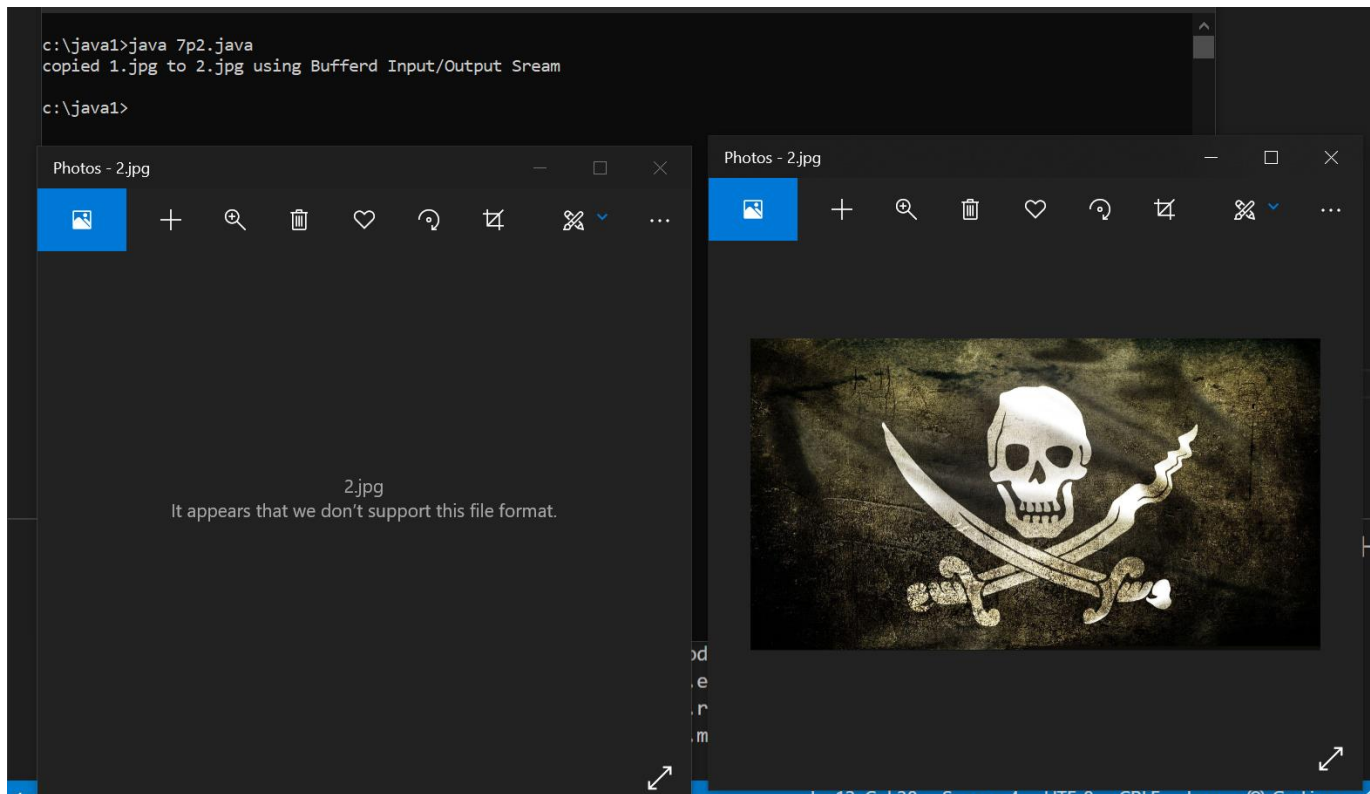 c:\java1>java 7p2.java
copied 1.jpg to 2.jpg using Bufferd Input/Output Sream
c:\java1>
Photos - 2.jpg
Photos - 2.jpg
2.jpg
It appears that we don't support this file format.